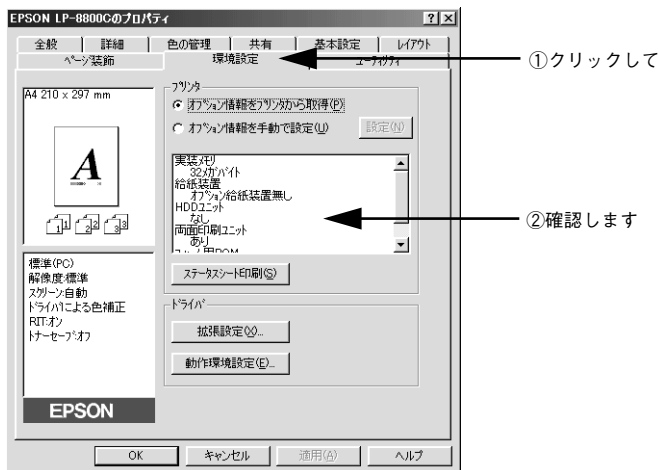 EPSON LP-8800Cのプロパティ
? ×
全般 詳細 色の管理 共有 基本設定 レイアウト
ページ装飾 環境設定 ユーティリティ
①クリックして
A4 210 x 297 mm
A
1 1 2 2 3 3
標準(PC)
解像度:標準
スクリーン:自動
ドライバによる色補正
RIT:オン
トナーセーブ:オフ
EPSON
プリンタ
オプション情報をプリンタから取得(P)
オプション情報を手動で設定(U) 設定(N)
実装メモリ
32メガバイト
給紙装置
オプション給紙装置無し
HDDユニット
なし
両面印刷ユニット
あり
②確認します
ステータスシート印刷(S)
ドライバ
拡張設定(X)...
動作環境設定(E)...
OK キャンセル 適用(A) ヘルプ